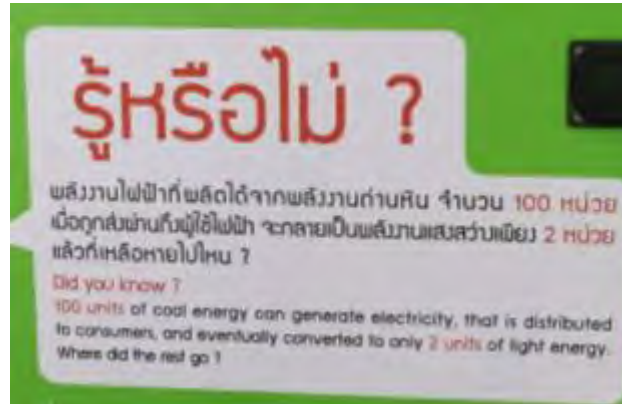 รู้หรือไม่ ?
พลังงานไฟฟ้าที่ผลิตได้จากพลังงานถ่านหิน จำนวน 100 หน่วย
เมื่อถูกส่งผ่านถึงผู้ใช้ไฟฟ้า จะกลายเป็นพลังงานแสงสว่างเพียง 2 หน่วย
แล้วที่เหลือหายไปไหน ?
Did you know ?
100 units of coal energy can generate electricity, that is distributed
to consumers, and eventually converted to only 2 units of light energy.
Where did the rest go ?